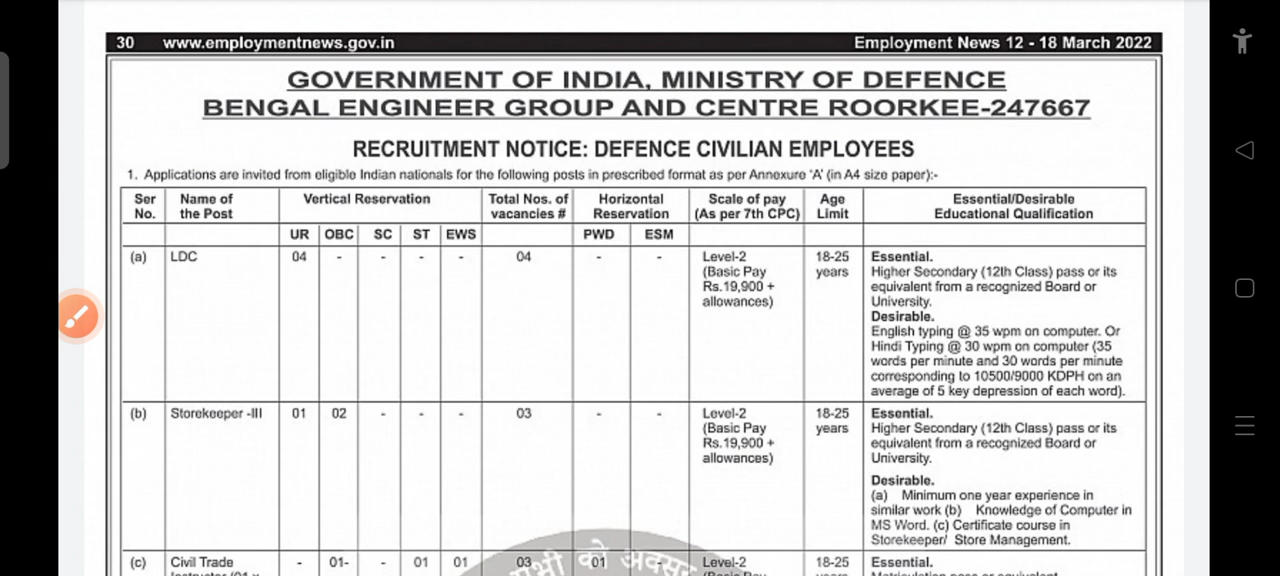 30 www.employmentnews.gov.in Employment News 12 - 18 March 2022
GOVERNMENT OF INDIA, MINISTRY OF DEFENCE
BENGAL ENGINEER GROUP AND CENTRE ROORKEE-247667
RECRUITMENT NOTICE: DEFENCE CIVILIAN EMPLOYEES
1. Applications are invited from eligible Indian nationals for the following posts in prescribed format as per Annexure 'A' (in A4 size paper):-
Ser No. Name of the Post Vertical Reservation Total Nos. of vacancies # Horizontal Reservation Scale of pay (As per 7th CPC) Age Limit Essential/Desirable Educational Qualification
UR OBC SC ST EWS PWD ESM
(a) LDC 04 - - - - 04 - - Level-2 18-25 Essential.
(Basic Pay years Higher Secondary (12th Class) pass or its
Rs.19,900 + equivalent from a recognized Board or
allowances) University.
Desirable.
English typing @ 35 wpm on computer. Or
Hindi Typing @ 30 wpm on computer (35
words per minute and 30 words per minute
corresponding to 10500/9000 KDPH on an
average of 5 key depression of each word).
(b) Storekeeper -III 01 02 - - - 03 - - Level-2 18-25 Essential.
(Basic Pay years Higher Secondary (12th Class) pass or its
Rs.19,900 + equivalent from a recognized Board or
allowances) University.
Desirable.
(a) Minimum one year experience in
similar work (b) Knowledge of Computer in
MS Word. (c) Certificate course in
Storekeeper/ Store Management.
(c) Civil Trade - 01- - 01 01 03 01 - Level-2 18-25 Essential.
को